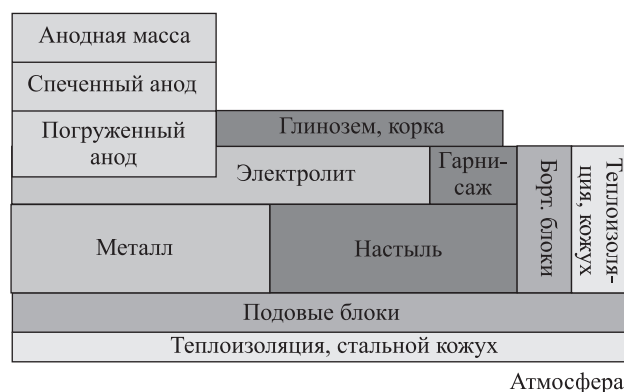 Анодная масса
Спеченный анод
Погруженный
анод
Глинозем, корка
Электролит
Гарни-
саж
Борт. блоки
Теплоизоля-
ция, кожух
Металл
Настыль
Подовые блоки
Теплоизоляция, стальной кожух
Атмосфера